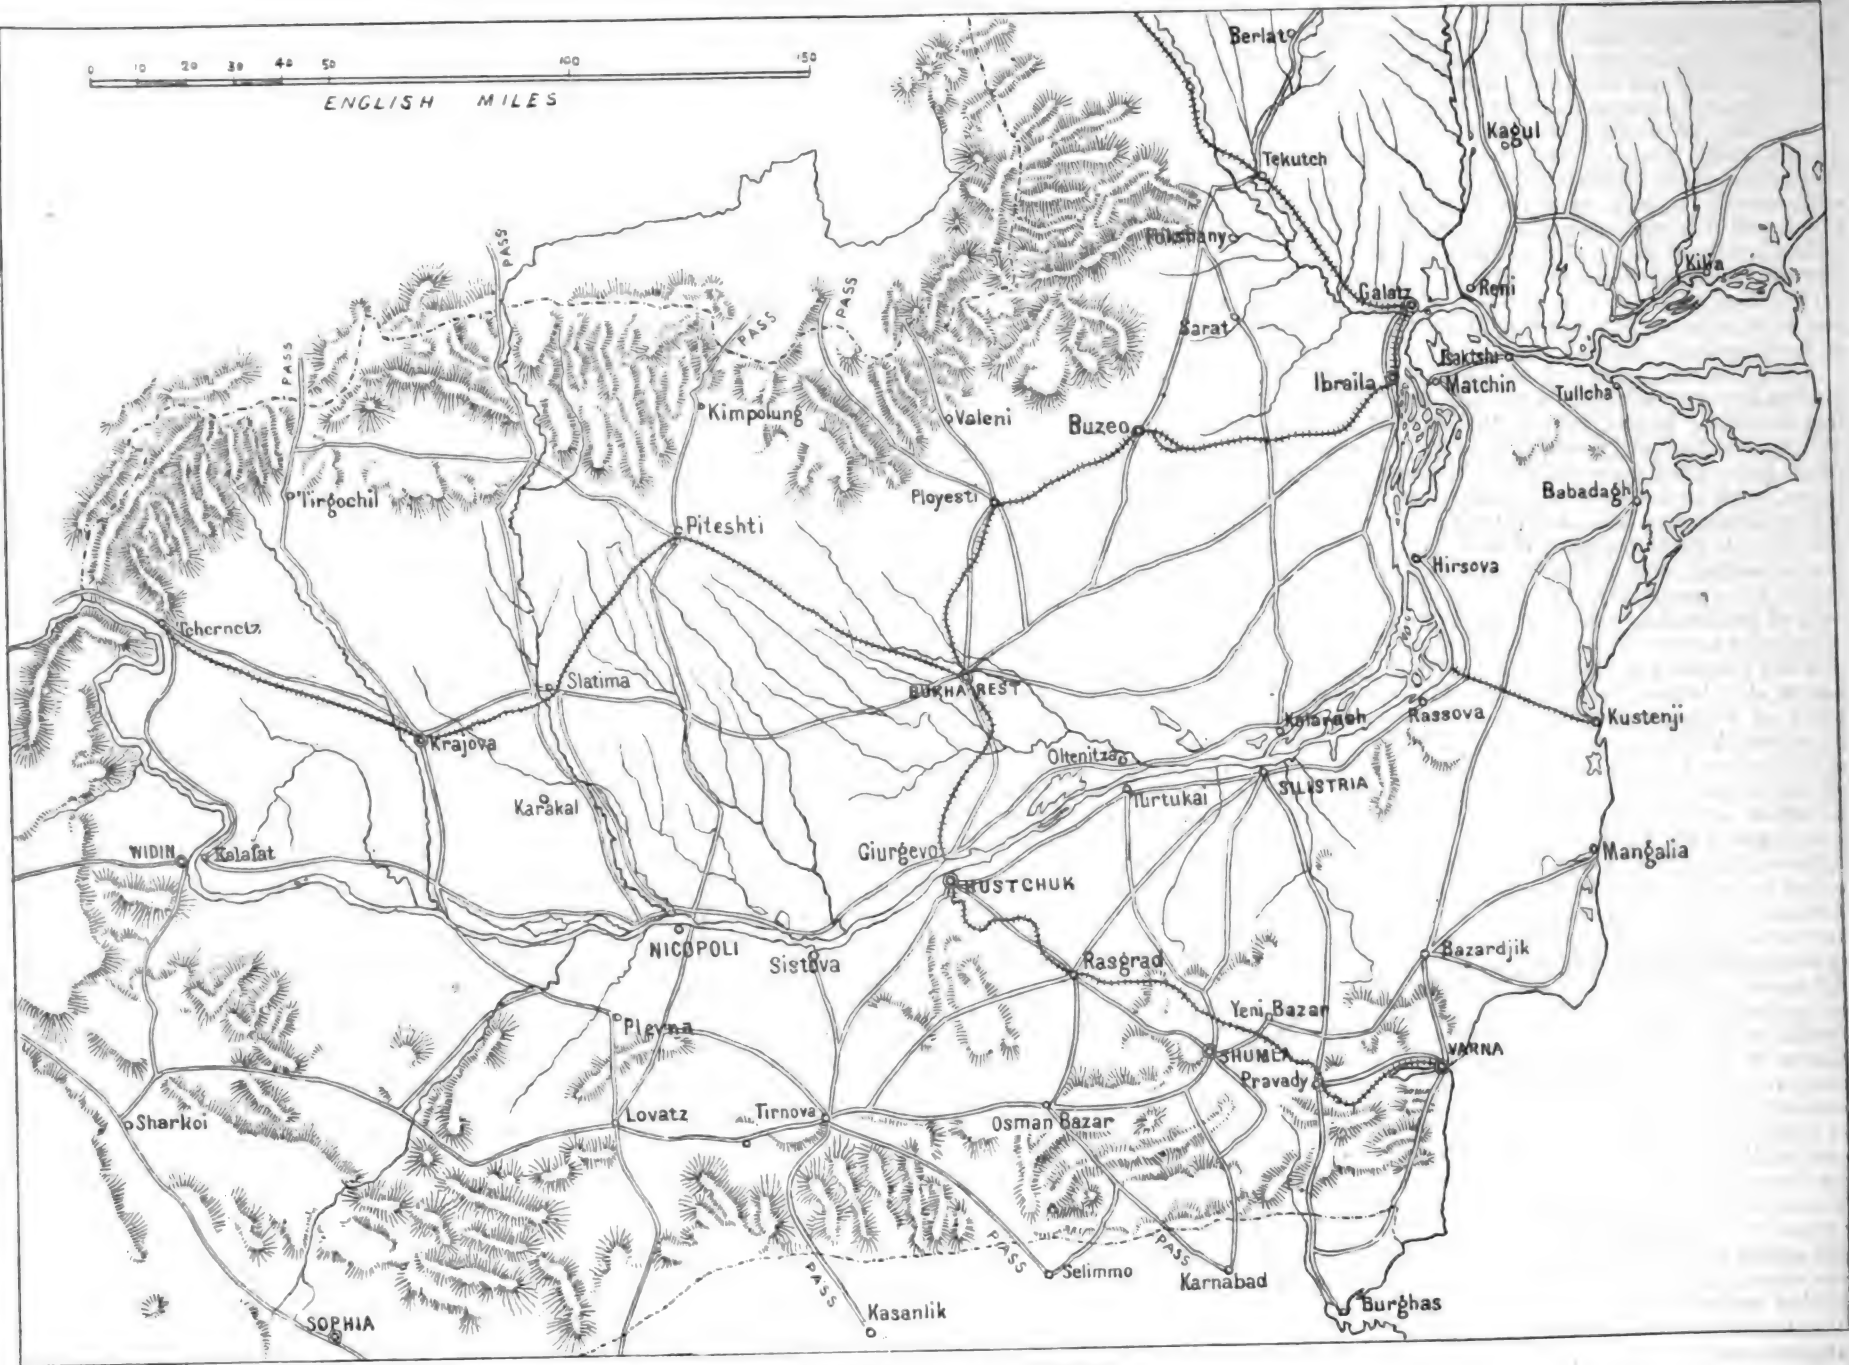 0 10 20 30 40 50 100 150
ENGLISH MILES
Berlat
Kagul
Tekutch
Fokshany
PASS
Kilia
Galatz
Reni
PASS
PASS
Sarat
PASS
Isaktshi
Ibraila
Matchin
Tultcha
Kimpolung
Valeni
Buzeo
Tirgochil
Ployesti
Babadagh
Piteshti
Hirsova
Tchernetz
Slatima
BUKHAREST
Krajova
Kalarash
Rassova
Kustenji
Oltenitza
Karakal
Turtukai
SILISTRIA
WIDIN
Kalafat
Giurgevo
Mangalia
RUSTCHUK
NICOPOLI
Sistova
Rasgrad
Bazardjik
Plevna
Yeni Bazar
SHUMLA
VARNA
Pravady
Sharkoi
Lovatz
Tirnova
Osman Bazar
PASS
PASS
PASS
Selimmo
Karnabad
Kasanlik
Burghas
SOPHIA